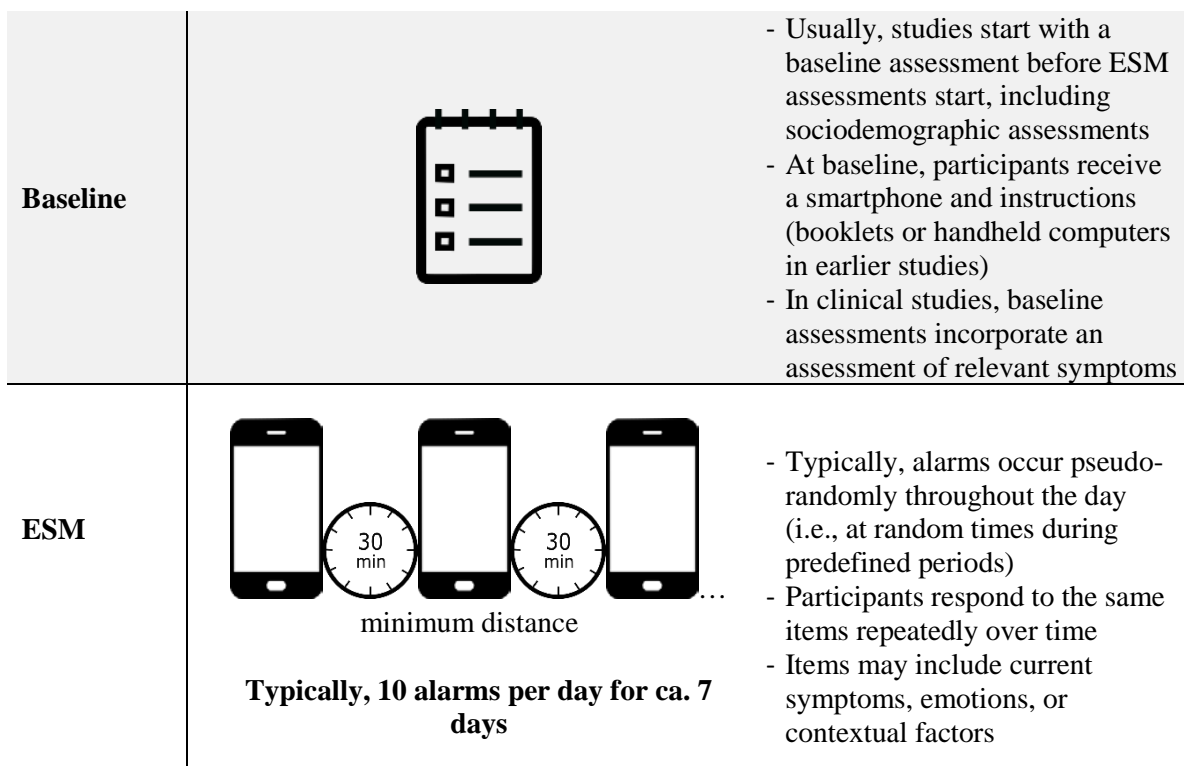 Baseline
- Usually, studies start with a
baseline assessment before ESM
assessments start, including
sociodemographic assessments
- At baseline, participants receive
a smartphone and instructions
(booklets or handheld computers
in earlier studies)
- In clinical studies, baseline
assessments incorporate an
assessment of relevant symptoms
ESM
30
min
30
min
…
minimum distance
Typically, 10 alarms per day for ca. 7
days
- Typically, alarms occur pseudo-
randomly throughout the day
(i.e., at random times during
predefined periods)
- Participants respond to the same
items repeatedly over time
- Items may include current
symptoms, emotions, or
contextual factors